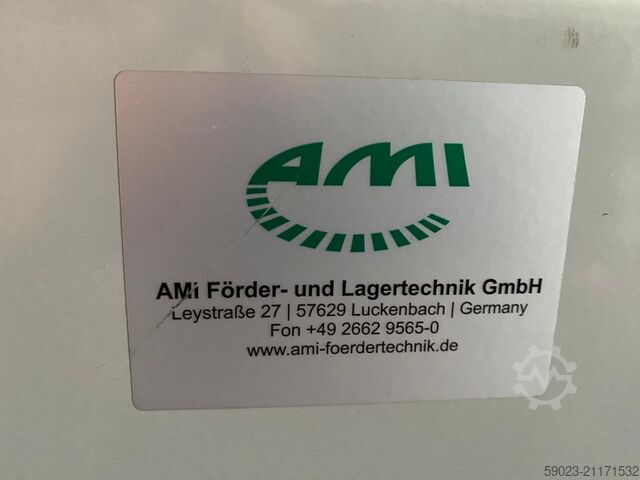 AMI
AMi Förder- und Lagertechnik GmbH
Leystraße 27 | 57629 Luckenbach | Germany
Fon +49 2662 9565-0
www.ami-foerdertechnik.de
59023-21171532